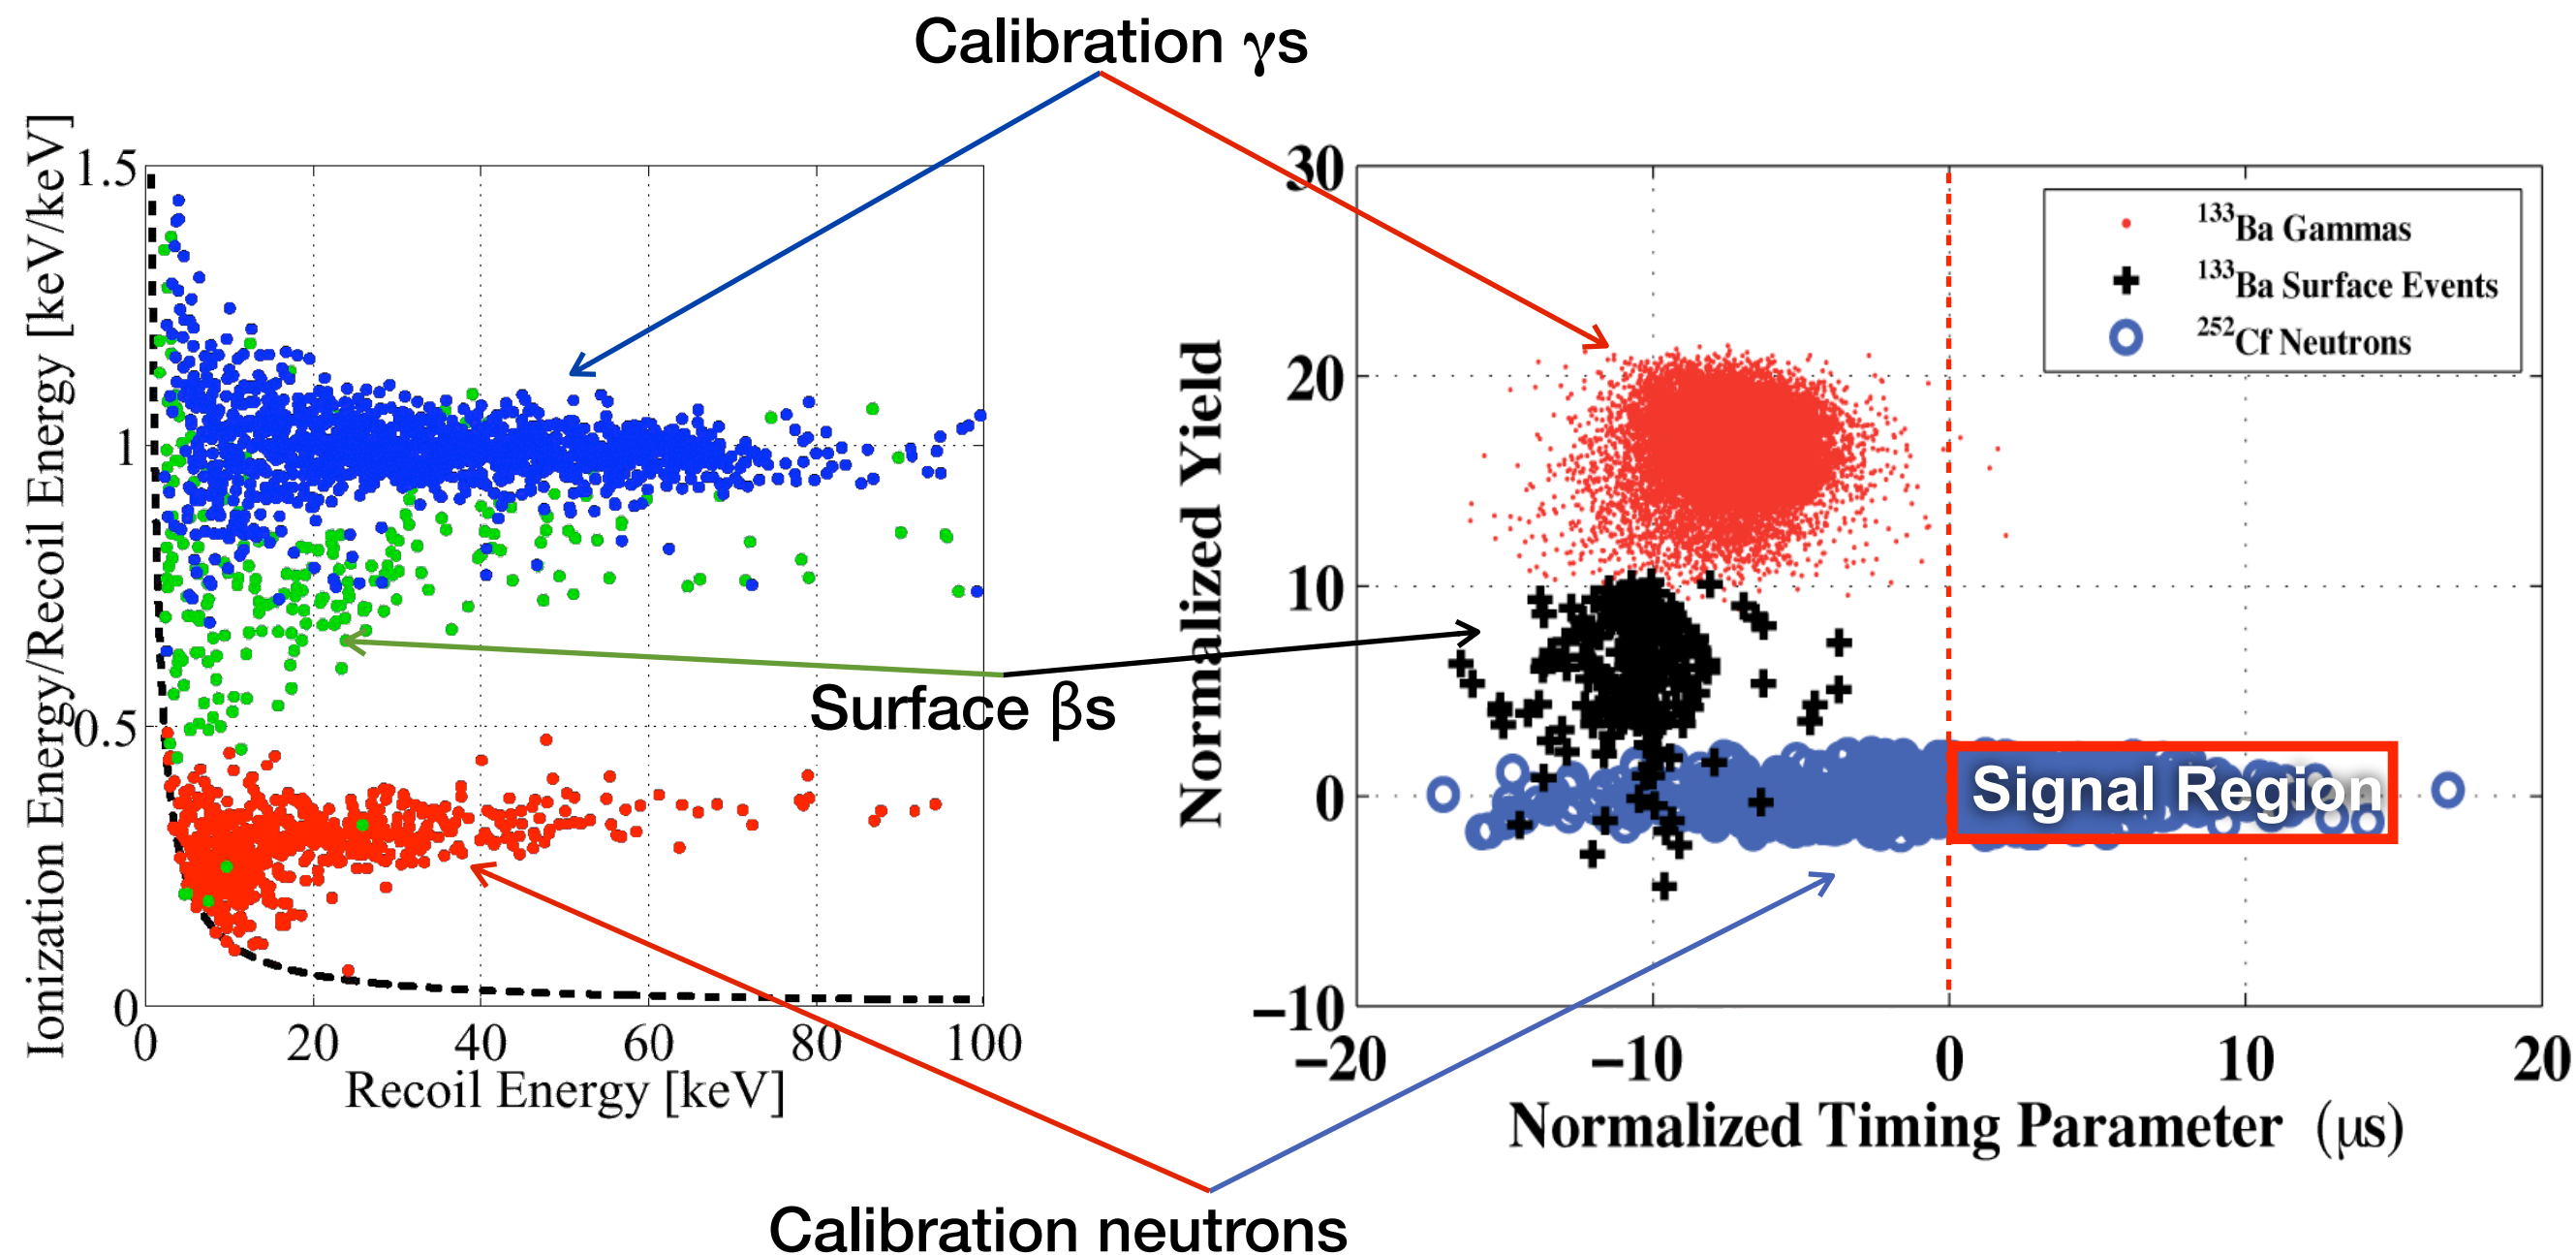 Calibration γs
Ionization Energy/Recoil Energy [keV/keV]
1.5
1
0.5
0
0
20
40
60
80
100
Recoil Energy [keV]
Surface βs
Normalized Yield
30
20
10
0
−10
−20
−10
0
10
20
Normalized Timing Parameter (μs)
¹³³Ba Gammas
¹³³Ba Surface Events
²⁵²Cf Neutrons
Signal Region
Calibration neutrons